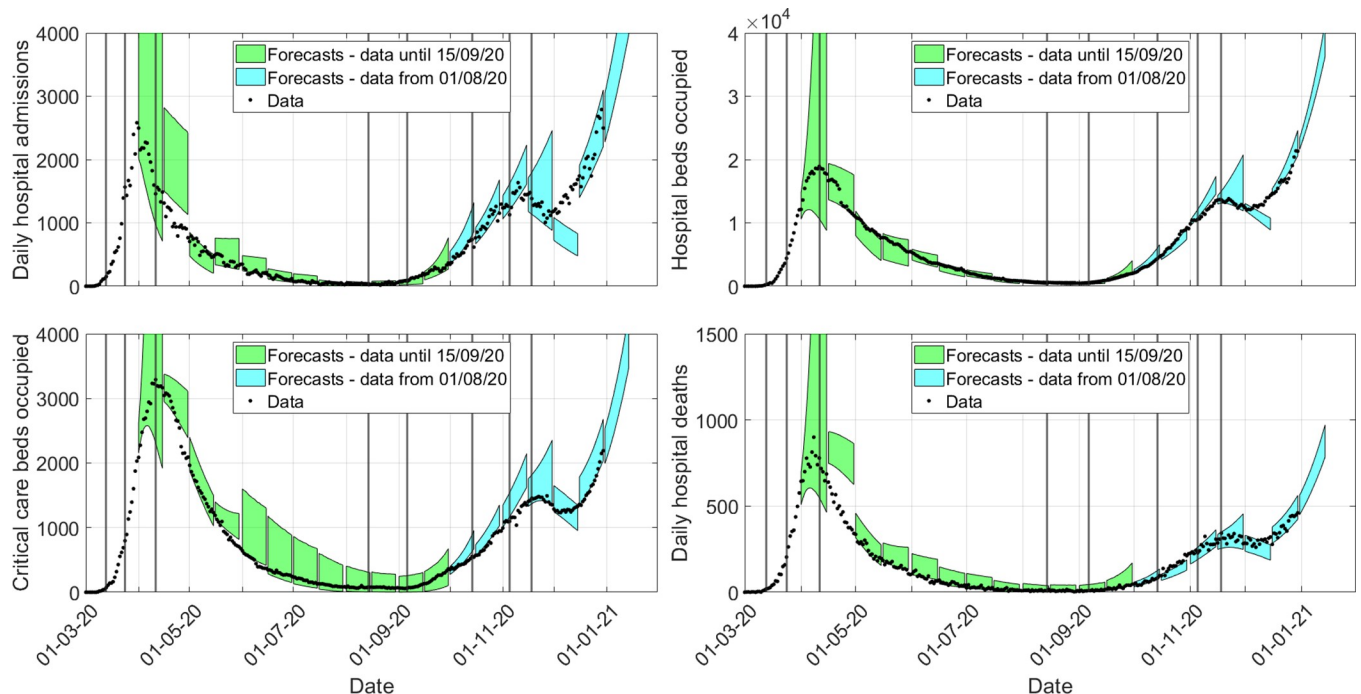 Daily hospital admissions
4000
3000
2000
1000
0
Forecasts - data until 15/09/20
Forecasts - data from 01/08/20
Data
Hospital beds occupied
×10⁴
4
3
2
1
0
Forecasts - data until 15/09/20
Forecasts - data from 01/08/20
Data
Critical care beds occupied
4000
3000
2000
1000
0
Forecasts - data until 15/09/20
Forecasts - data from 01/08/20
Data
01-03-20
01-05-20
01-07-20
01-09-20
01-11-20
01-01-21
Date
Daily hospital deaths
1500
1000
500
0
Forecasts - data until 15/09/20
Forecasts - data from 01/08/20
Data
01-03-20
01-05-20
01-07-20
01-09-20
01-11-20
01-01-21
Date